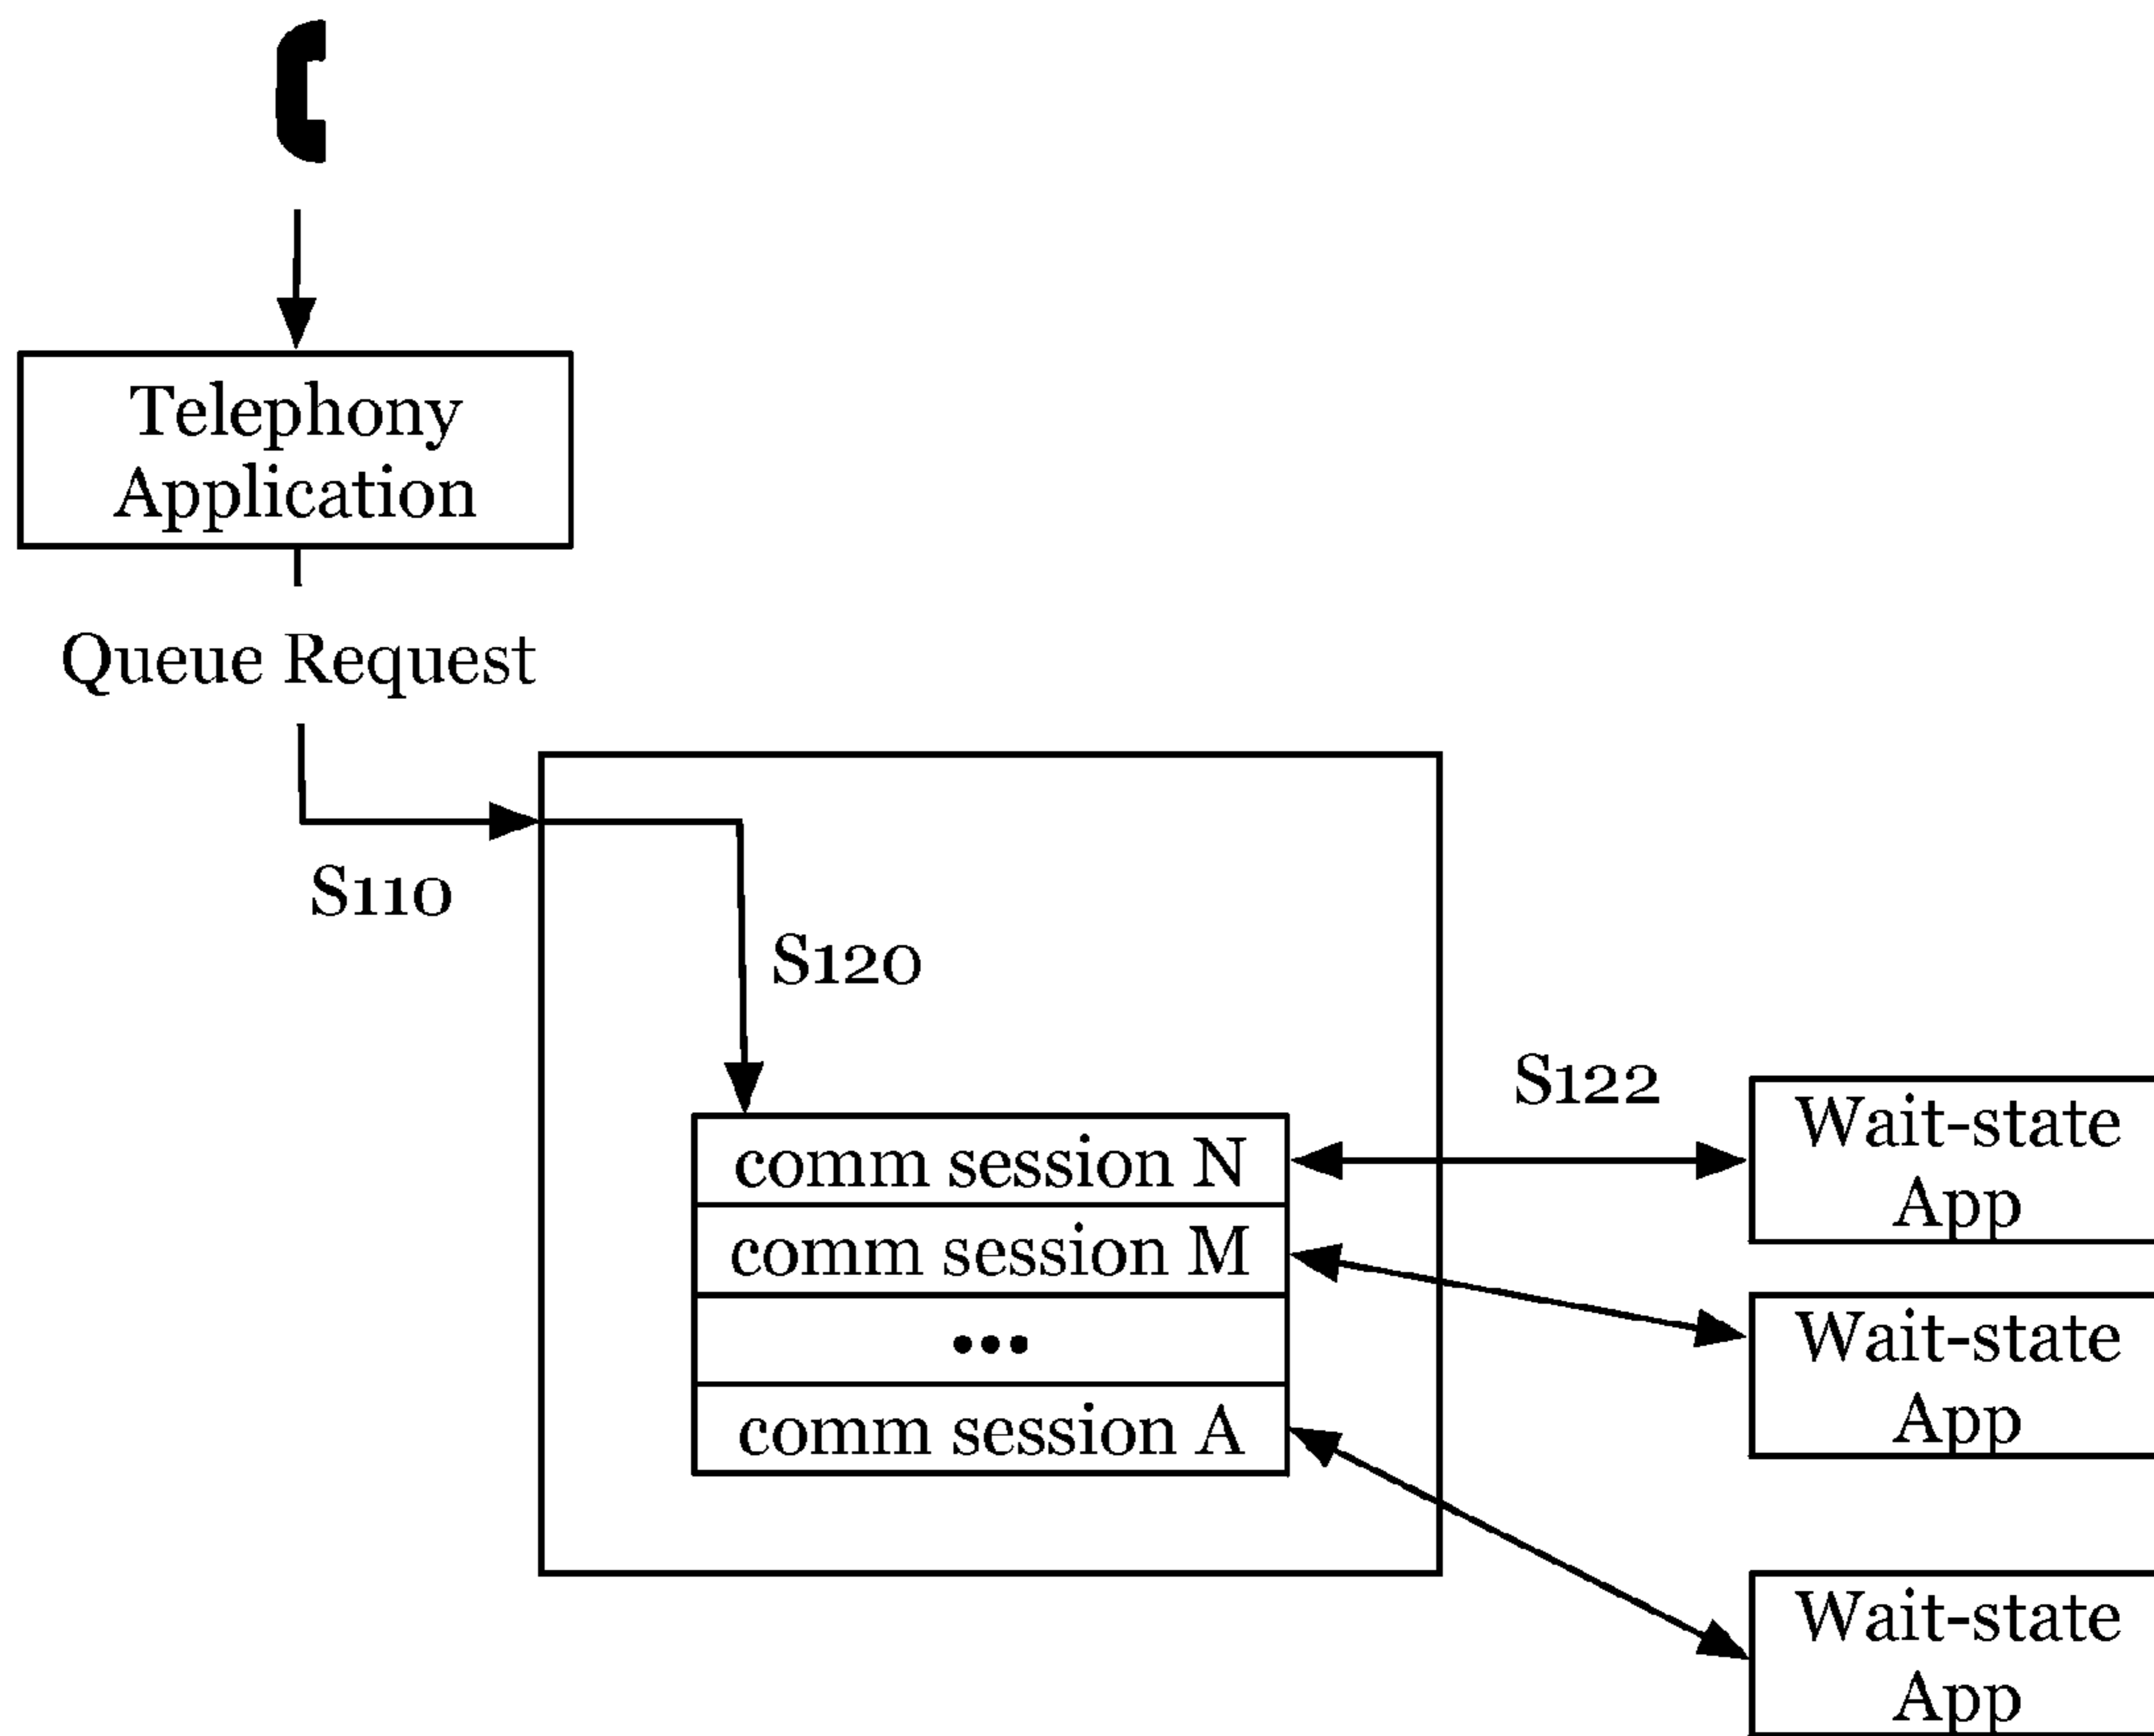 Telephony
Application
Queue Request
S110
S120
S122
comm session N
comm session M
•••
comm session A
Wait-state
App
Wait-state
App
Wait-state
App